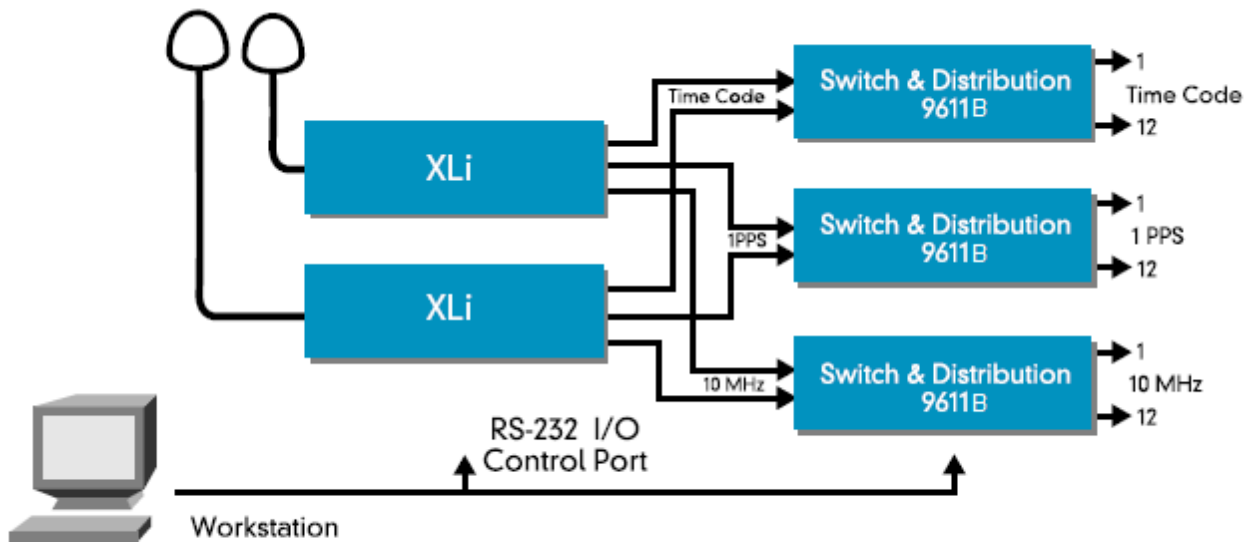 XLi
XLi
Time Code
1PPS
10 MHz
Switch & Distribution
9611B
1
Time Code
12
Switch & Distribution
9611B
1
1 PPS
12
Switch & Distribution
9611B
1
10 MHz
12
RS-232 I/O
Control Port
Workstation